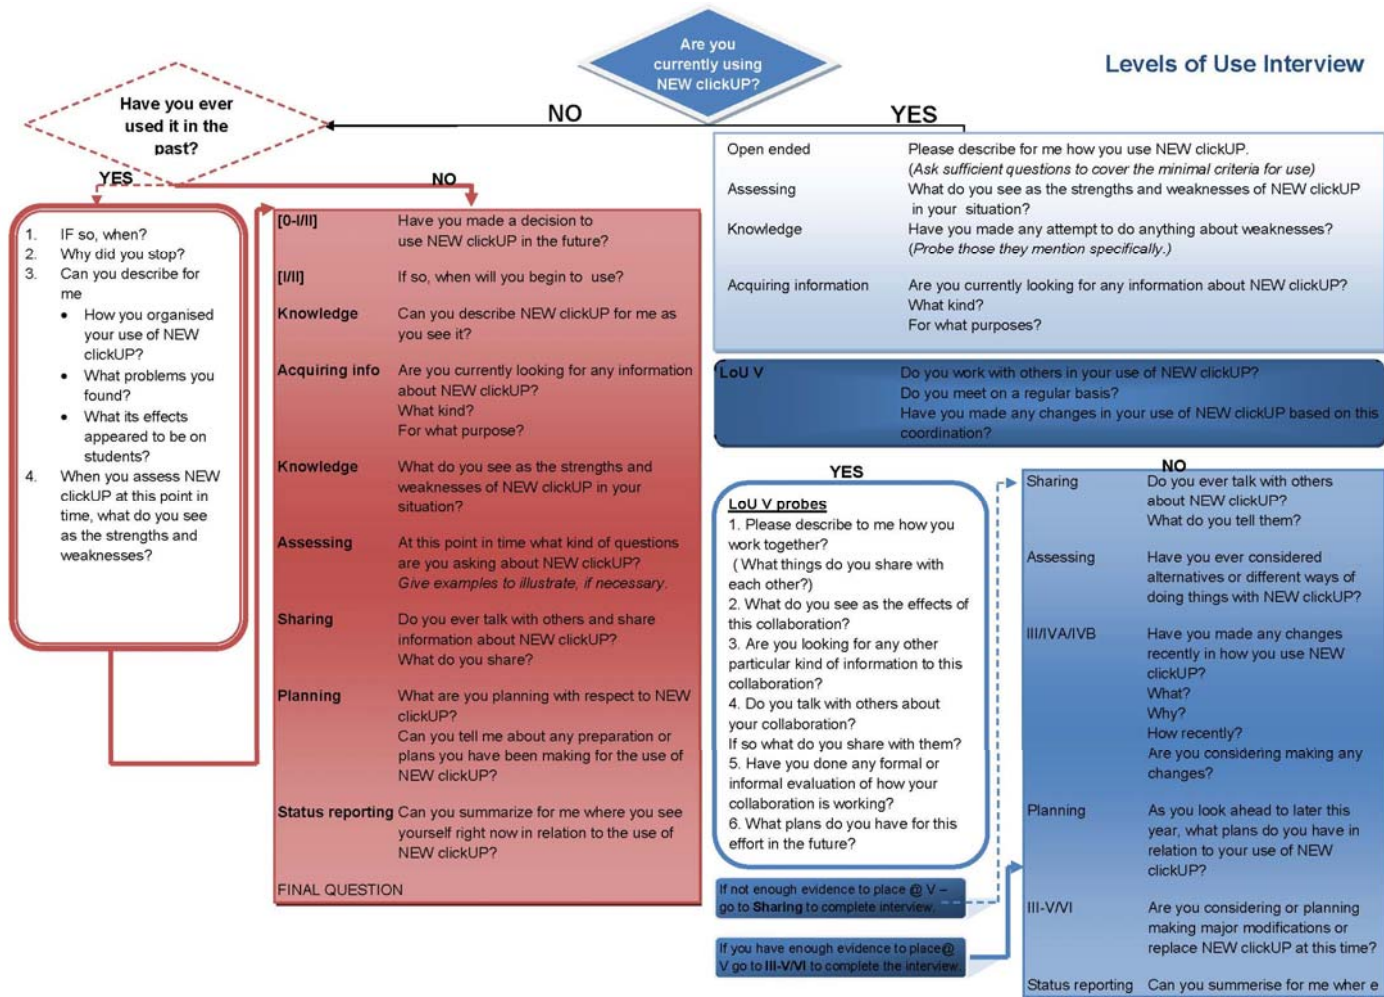 Are you
currently using
NEW clickUP?
Levels of Use Interview
Have you ever
used it in the
past?
NO
YES
YES
NO
1. IF so, when?
2. Why did you stop?
3. Can you describe for
me
• How you organised
your use of NEW
clickUP?
• What problems you
found?
• What its effects
appeared to be on
students?
4. When you assess NEW
clickUP at this point in
time, what do you see
as the strengths and
weaknesses?
[0-I/II] Have you made a decision to
use NEW clickUP in the future?
[I/II] If so, when will you begin to use?
Knowledge Can you describe NEW clickUP for me as
you see it?
Acquiring info Are you currently looking for any information
about NEW clickUP?
What kind?
For what purpose?
Knowledge What do you see as the strengths and
weaknesses of NEW clickUP in your
situation?
Assessing At this point in time what kind of questions
are you asking about NEW clickUP?
Give examples to illustrate, if necessary.
Sharing Do you ever talk with others and share
information about NEW clickUP?
What do you share?
Planning What are you planning with respect to NEW
clickUP?
Can you tell me about any preparation or
plans you have been making for the use of
NEW clickUP?
Status reporting Can you summarize for me where you see
yourself right now in relation to the use of
NEW clickUP?
FINAL QUESTION
Open ended Please describe for me how you use NEW clickUP.
(Ask sufficient questions to cover the minimal criteria for use)
Assessing What do you see as the strengths and weaknesses of NEW clickUP
in your situation?
Knowledge Have you made any attempt to do anything about weaknesses?
(Probe those they mention specifically.)
Acquiring information Are you currently looking for any information about NEW clickUP?
What kind?
For what purposes?
LoU V Do you work with others in your use of NEW clickUP?
Do you meet on a regular basis?
Have you made any changes in your use of NEW clickUP based on this
coordination?
YES
NO
LoU V probes
1. Please describe to me how you
work together?
( What things do you share with
each other?)
2. What do you see as the effects of
this collaboration?
3. Are you looking for any other
particular kind of information to this
collaboration?
4. Do you talk with others about
your collaboration?
If so what do you share with them?
5. Have you done any formal or
informal evaluation of how your
collaboration is working?
6. What plans do you have for this
effort in the future?
If not enough evidence to place @ V –
go to Sharing to complete interview.
If you have enough evidence to place@
V go to III-V/VI to complete the interview.
Sharing Do you ever talk with others
about NEW clickUP?
What do you tell them?
Assessing Have you ever considered
alternatives or different ways of
doing things with NEW clickUP?
III/IVA/IVB Have you made any changes
recently in how you use NEW
clickUP?
What?
Why?
How recently?
Are you considering making any
changes?
Planning As you look ahead to later this
year, what plans do you have in
relation to your use of NEW
clickUP?
III-V/VI Are you considering or planning
making major modifications or
replace NEW clickUP at this time?
Status reporting Can you summerise for me wher e